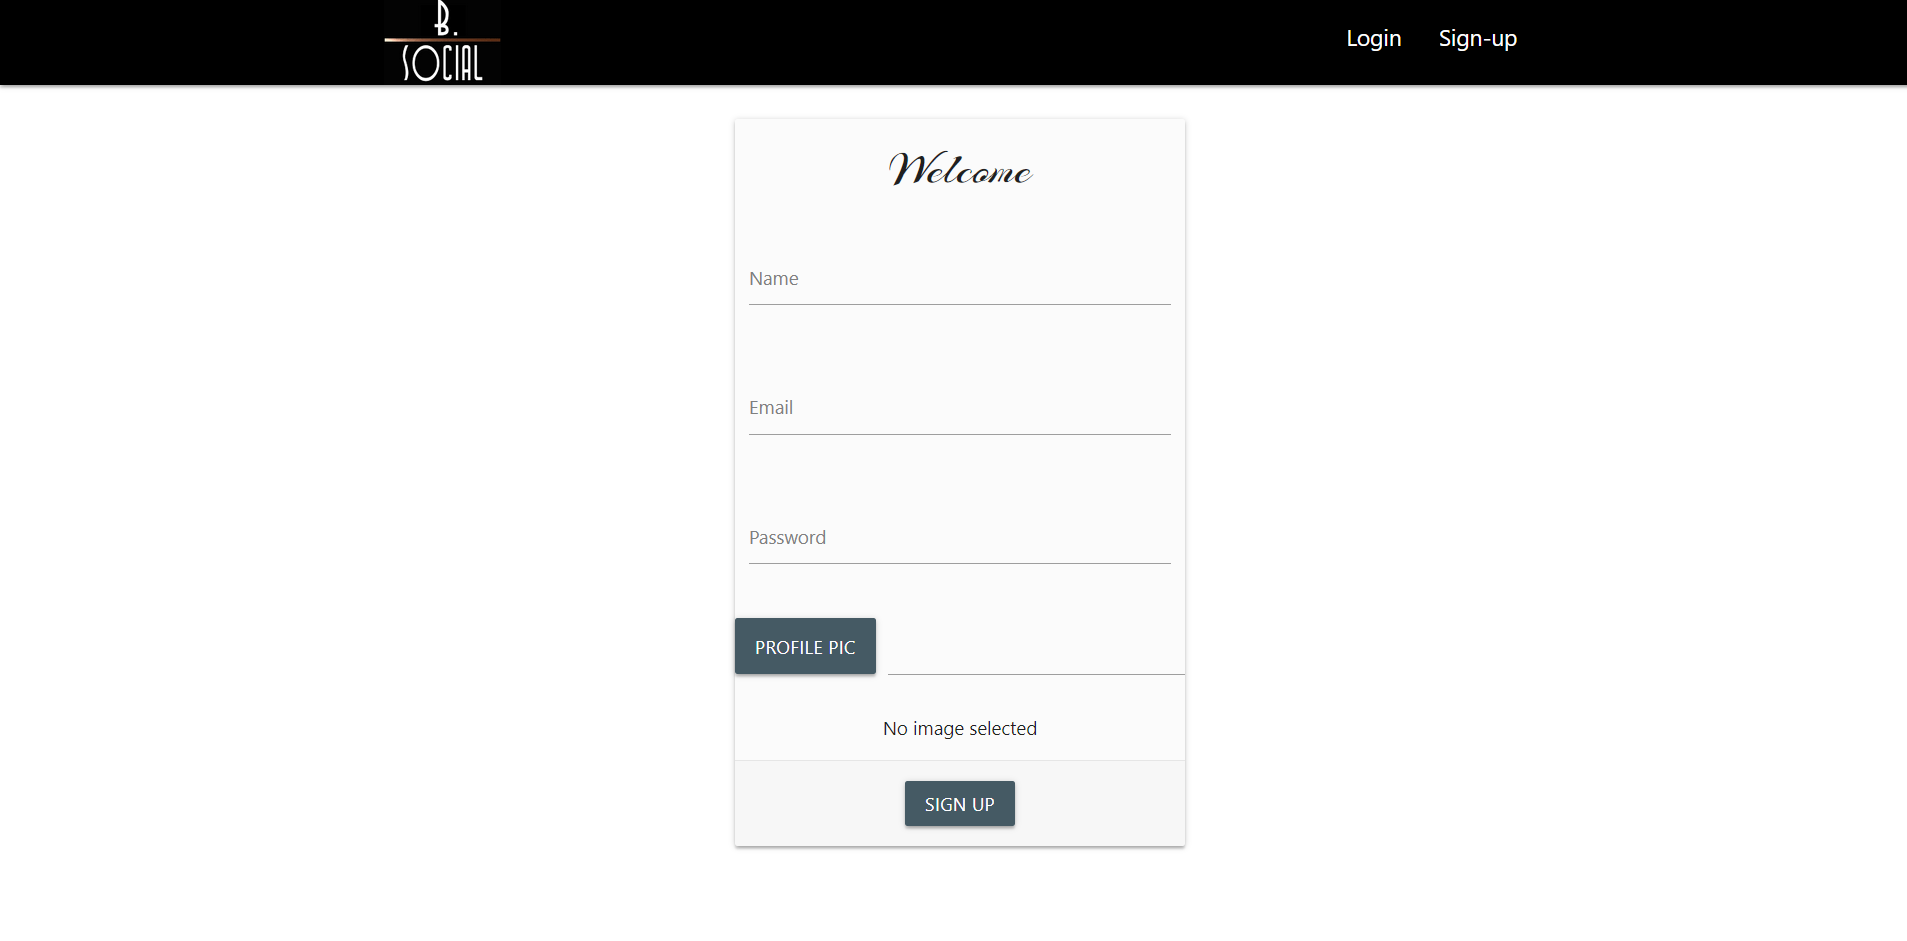 B.
SOCIAL
Login Sign-up
Welcome
Name
Email
Password
PROFILE PIC
No image selected
SIGN UP